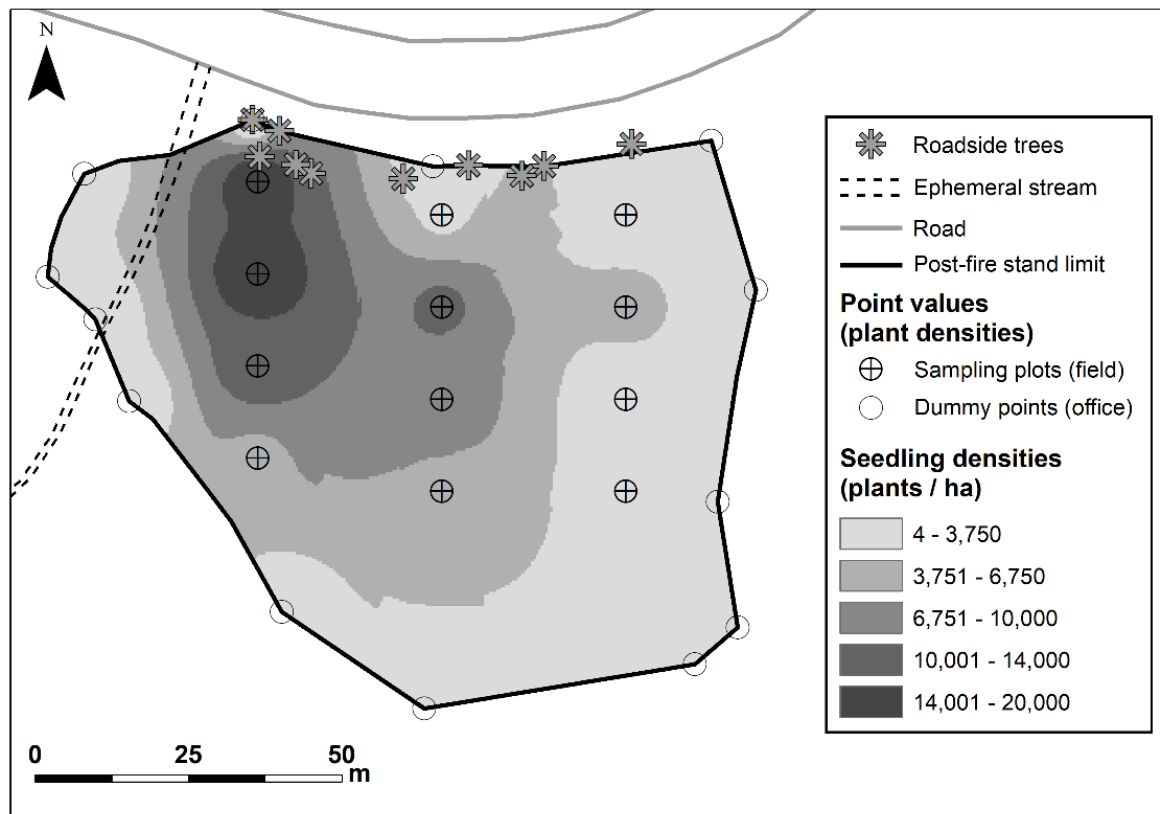 N
Roadside trees
Ephemeral stream
Road
Post-fire stand limit
Point values
(plant densities)
Sampling plots (field)
Dummy points (office)
Seedling densities
(plants / ha)
4 - 3,750
3,751 - 6,750
6,751 - 10,000
10,001 - 14,000
14,001 - 20,000
0 25 50
m